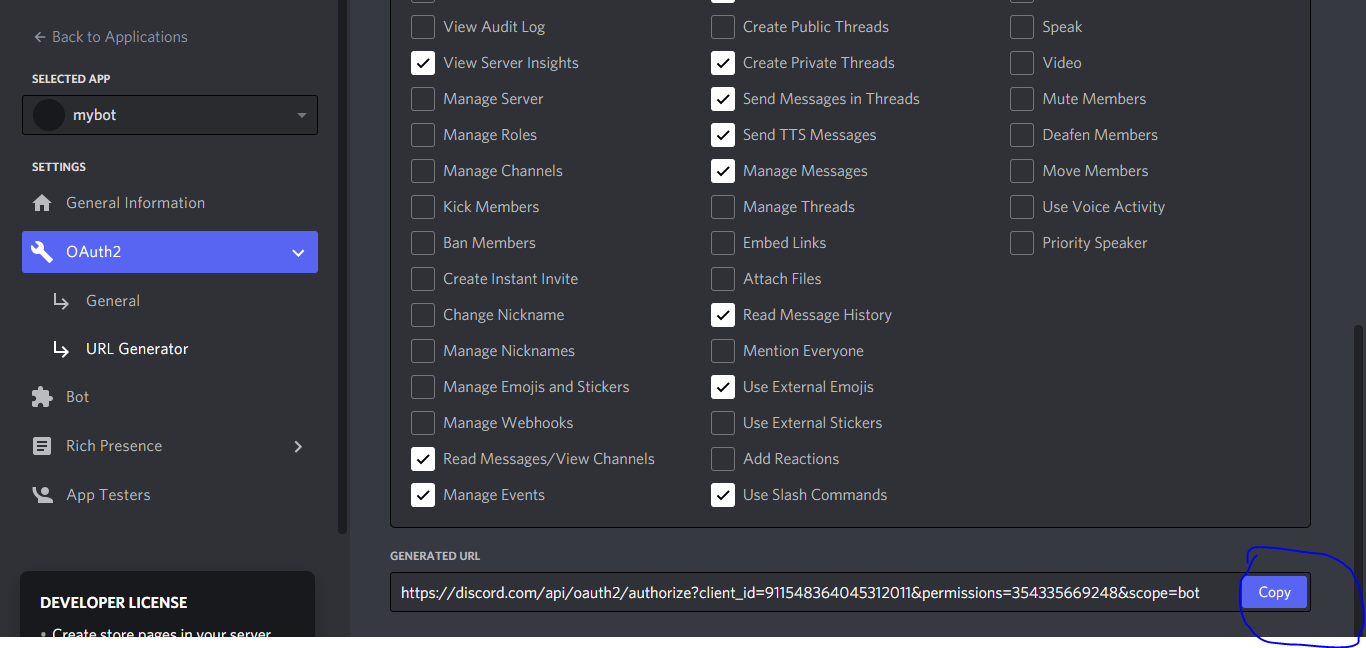 Back to Applications
SELECTED APP
mybot
SETTINGS
General Information
OAuth2
General
URL Generator
Bot
Rich Presence
App Testers
DEVELOPER LICENSE
• Create store pages in your server
View Audit Log
View Server Insights
Manage Server
Manage Roles
Manage Channels
Kick Members
Ban Members
Create Instant Invite
Change Nickname
Manage Nicknames
Manage Emojis and Stickers
Manage Webhooks
Read Messages/View Channels
Manage Events
Create Public Threads
Create Private Threads
Send Messages in Threads
Send TTS Messages
Manage Messages
Manage Threads
Embed Links
Attach Files
Read Message History
Mention Everyone
Use External Emojis
Use External Stickers
Add Reactions
Use Slash Commands
Speak
Video
Mute Members
Deafen Members
Move Members
Use Voice Activity
Priority Speaker
GENERATED URL
https://discord.com/api/oauth2/authorize?client_id=911548364045312011&permissions=354335669248&scope=bot
Copy